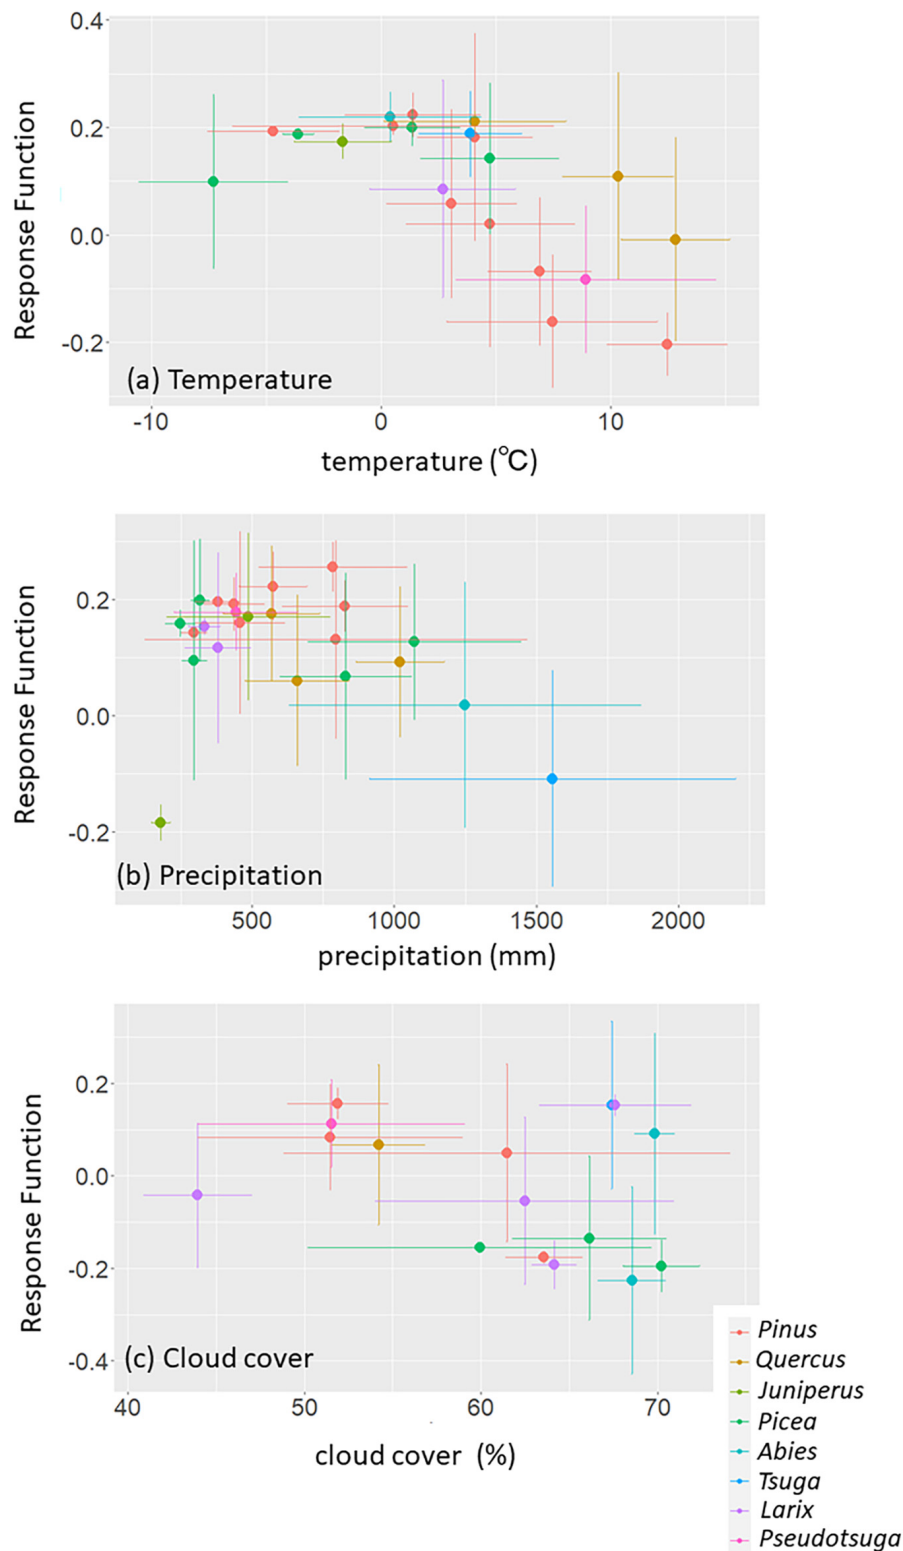 0.4
0.2
0.0
-0.2
Response Function
(a) Temperature
-10 0 10
temperature (℃)
0.2
0.0
-0.2
Response Function
(b) Precipitation
500 1000 1500 2000
precipitation (mm)
0.2
0.0
-0.2
-0.4
Response Function
(c) Cloud cover
40 50 60 70
cloud cover (%)
Pinus
Quercus
Juniperus
Picea
Abies
Tsuga
Larix
Pseudotsuga